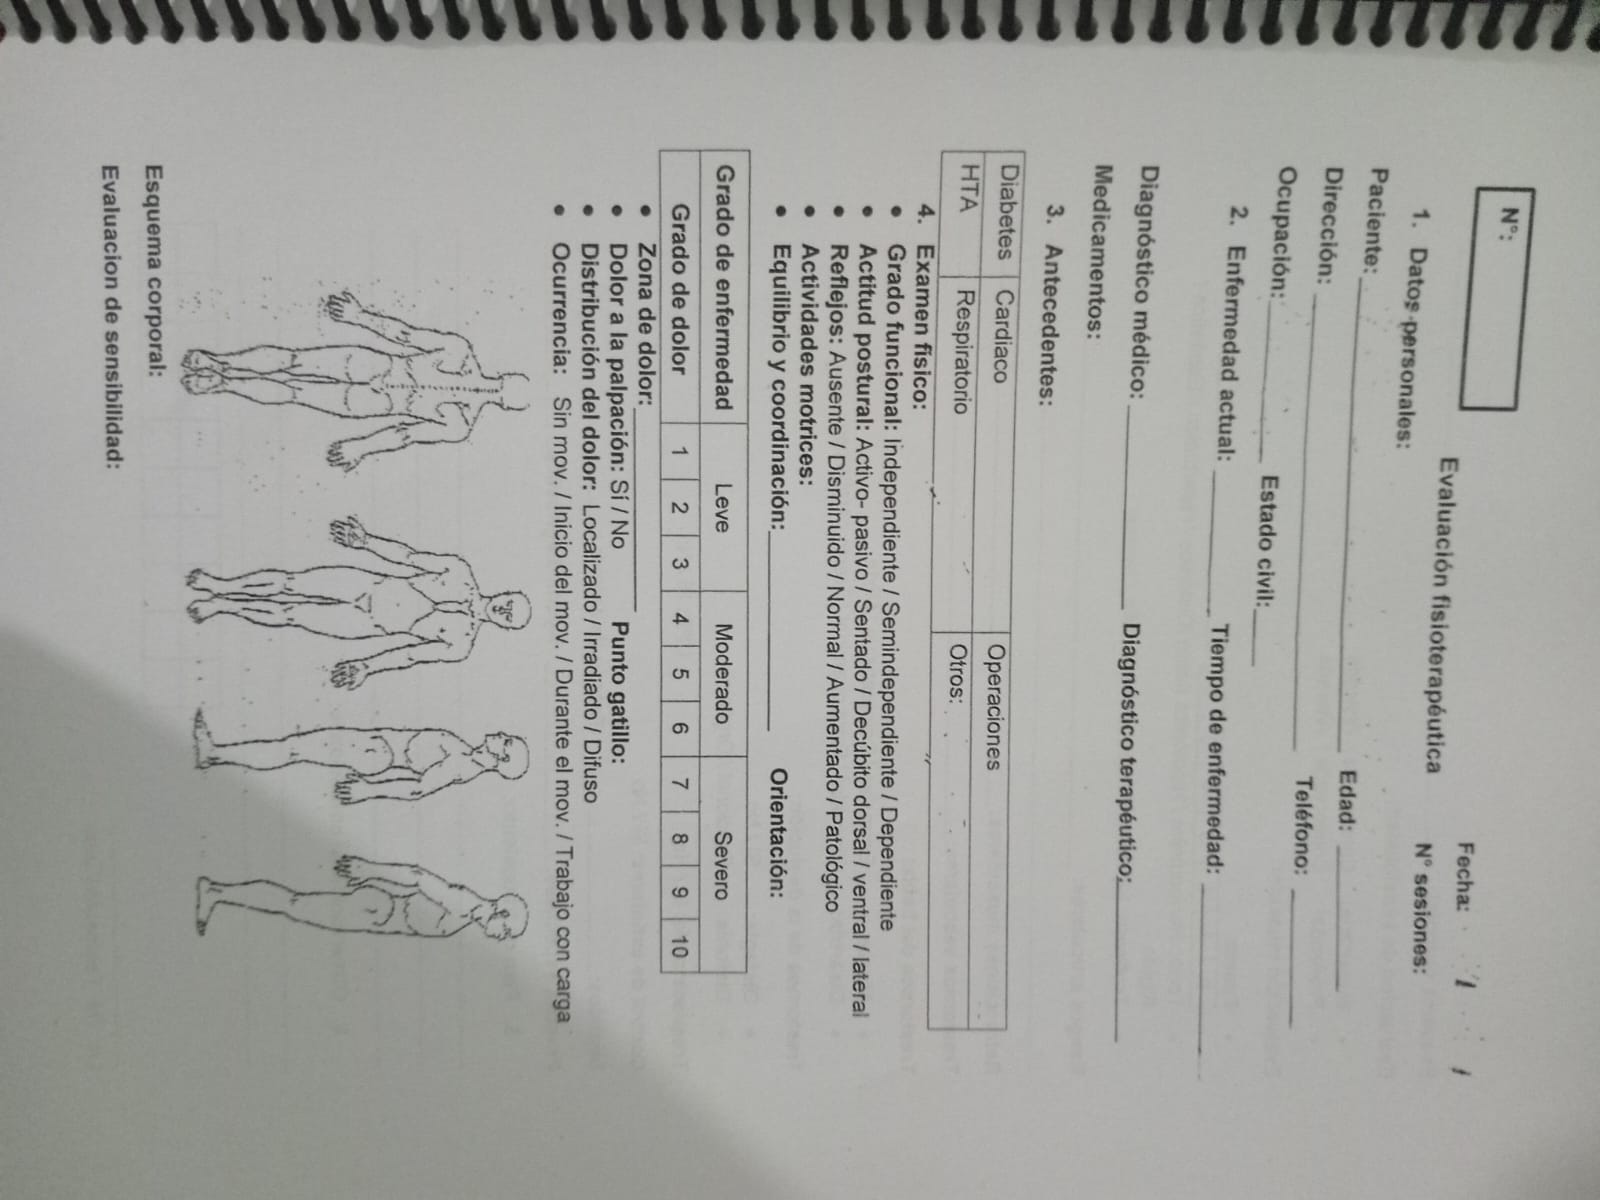 N°:
Evaluación fisioterapéutica
Fecha: / /
1. Datos personales:
N° sesiones:
Paciente: Edad:
Dirección: Teléfono:
Ocupación: Estado civil:
2. Enfermedad actual: Tiempo de enfermedad:
Diagnóstico médico: Diagnóstico terapéutico:
Medicamentos:
3. Antecedentes:
Diabetes Cardiaco Operaciones
HTA Respiratorio Otros:
4. Examen fisico:
• Grado funcional: Independiente / Semindependiente / Dependiente
• Actitud postural: Activo- pasivo / Sentado / Decúbito dorsal / ventral / lateral
• Reflejos: Ausente / Disminuido / Normal / Aumentado / Patológico
• Actividades motrices:
• Equilibrio y coordinación: Orientación:
Grado de enfermedad Leve Moderado Severo
Grado de dolor 1 2 3 4 5 6 7 8 9 10
• Zona de dolor:
• Dolor a la palpación: Sí / No Punto gatillo:
• Distribución del dolor: Localizado / Irradiado / Difuso
• Ocurrencia: Sin mov. / Inicio del mov. / Durante el mov. / Trabajo con carga
Esquema corporal:
Evaluacion de sensibilidad: